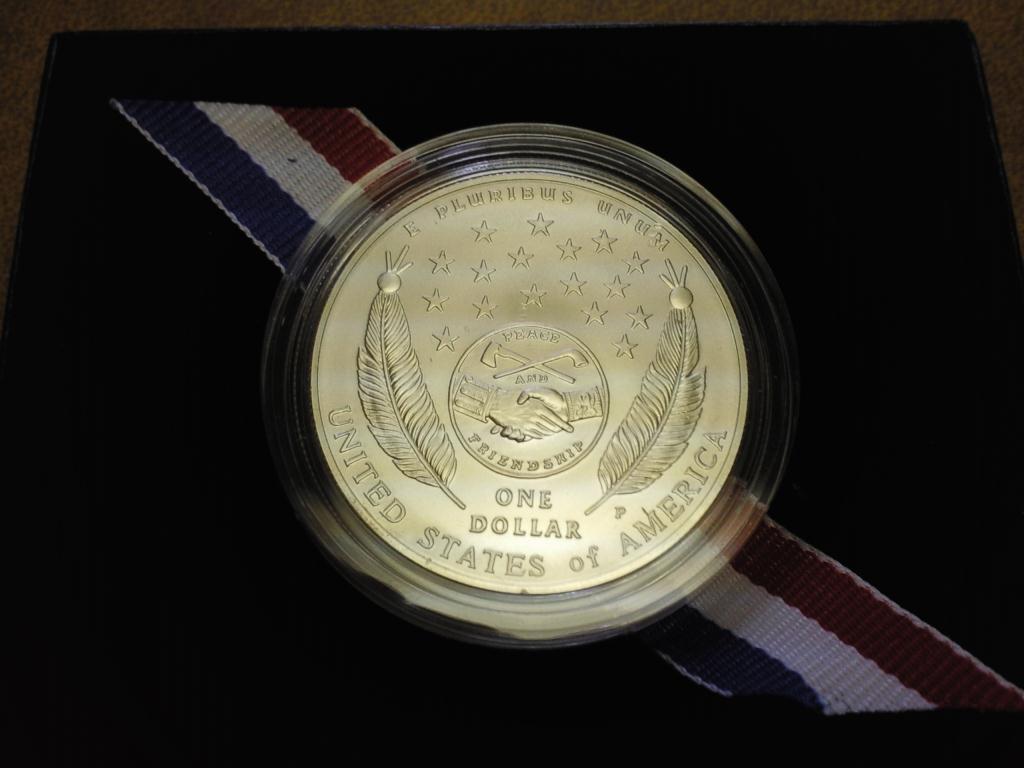 E PLURIBUS UNUM
PEACE
AND
FRIENDSHIP
ONE
DOLLAR
P
UNITED STATES of AMERICA